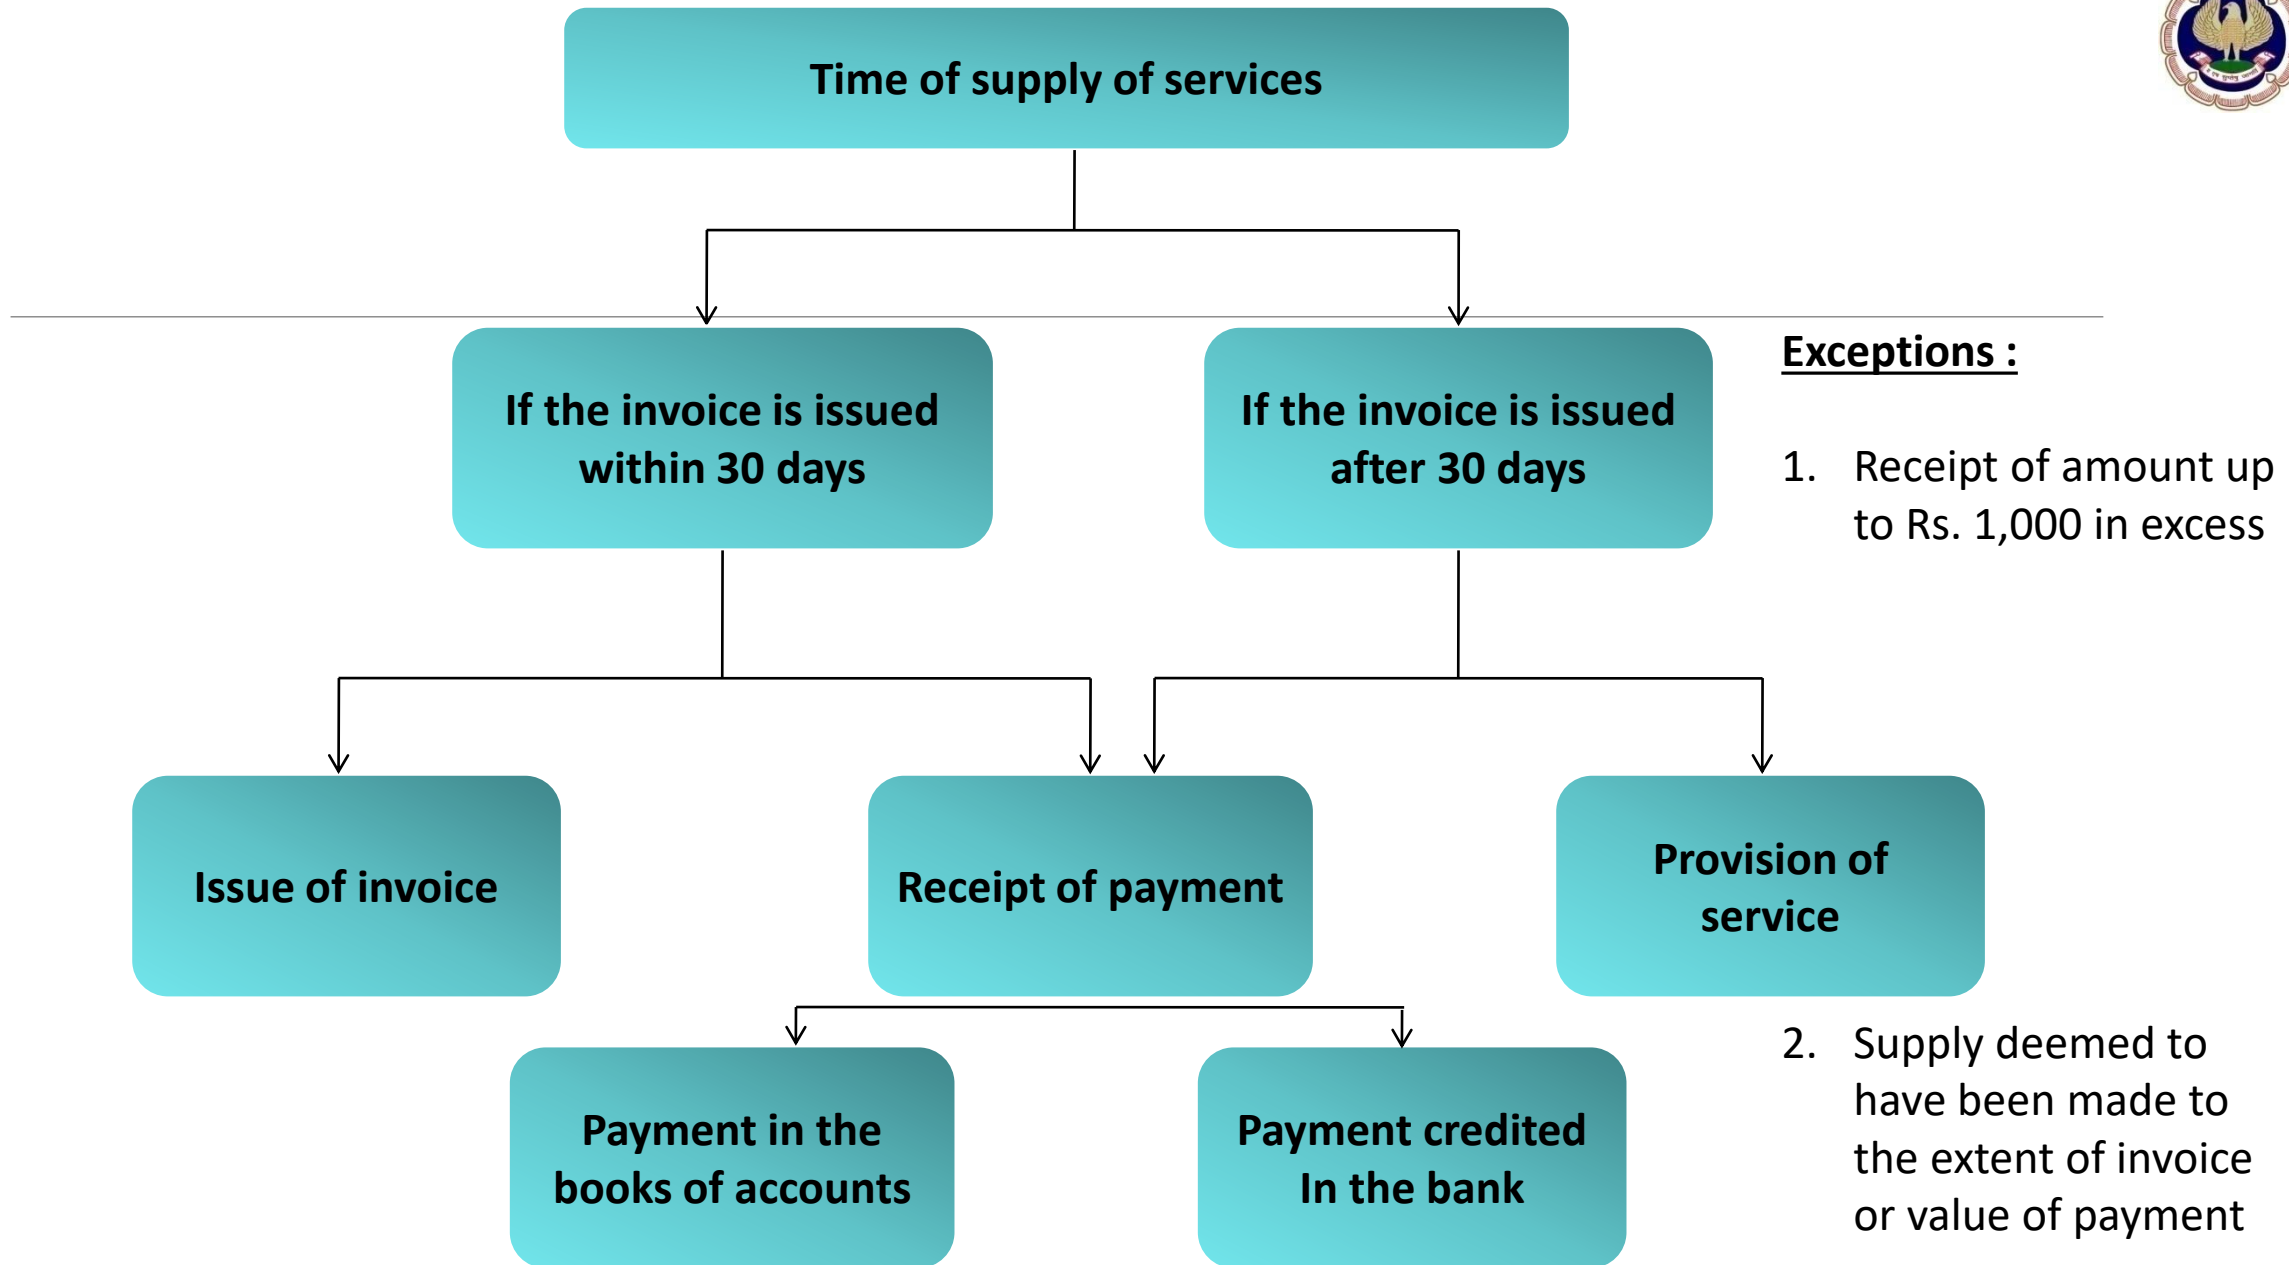 Time of supply of services
If the invoice is issued
within 30 days
If the invoice is issued
after 30 days
Exceptions :
1. Receipt of amount up
to Rs. 1,000 in excess
Issue of invoice
Receipt of payment
Provision of
service
Payment in the
books of accounts
Payment credited
In the bank
2. Supply deemed to
have been made to
the extent of invoice
or value of payment